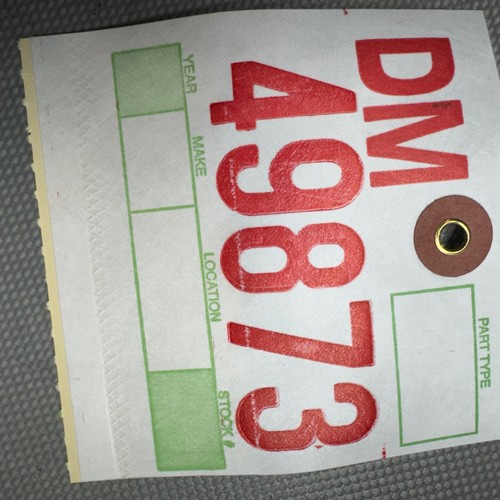 PART TYPE
DM
49873
YEAR MAKE LOCATION STOCK #